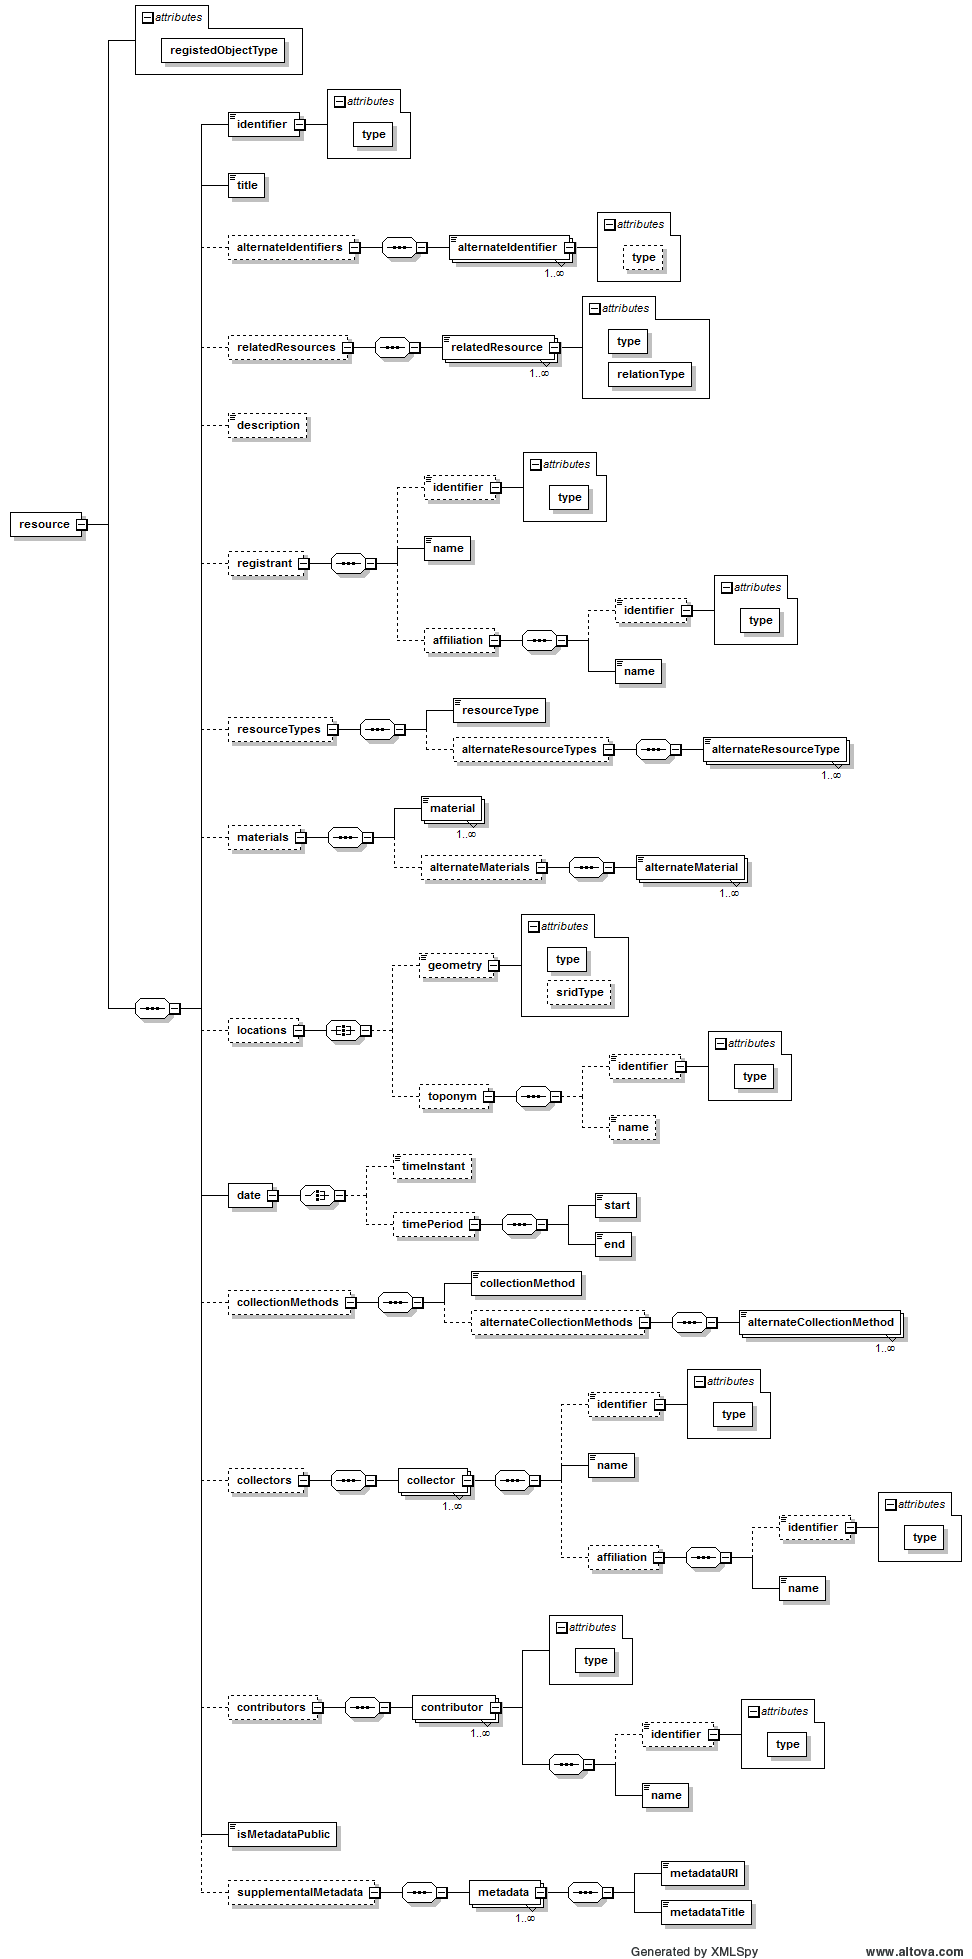 attributes
registedObjectType
identifier
attributes
type
title
alternateIdentifiers
alternateIdentifier
1..∞
attributes
type
relatedResources
relatedResource
1..∞
attributes
type
relationType
description
resource
registrant
identifier
attributes
type
name
affiliation
identifier
attributes
type
name
resourceTypes
resourceType
alternateResourceTypes
alternateResourceType
1..∞
materials
material
1..∞
alternateMaterials
alternateMaterial
1..∞
locations
geometry
attributes
type
sridType
toponym
identifier
attributes
type
name
date
timeInstant
timePeriod
start
end
collectionMethods
collectionMethod
alternateCollectionMethods
alternateCollectionMethod
1..∞
collectors
collector
1..∞
identifier
attributes
type
name
affiliation
identifier
attributes
type
name
contributors
contributor
1..∞
attributes
type
identifier
attributes
type
name
isMetadataPublic
supplementalMetadata
metadata
1..∞
metadataURI
metadataTitle
Generated by XMLSpy
www.altova.com